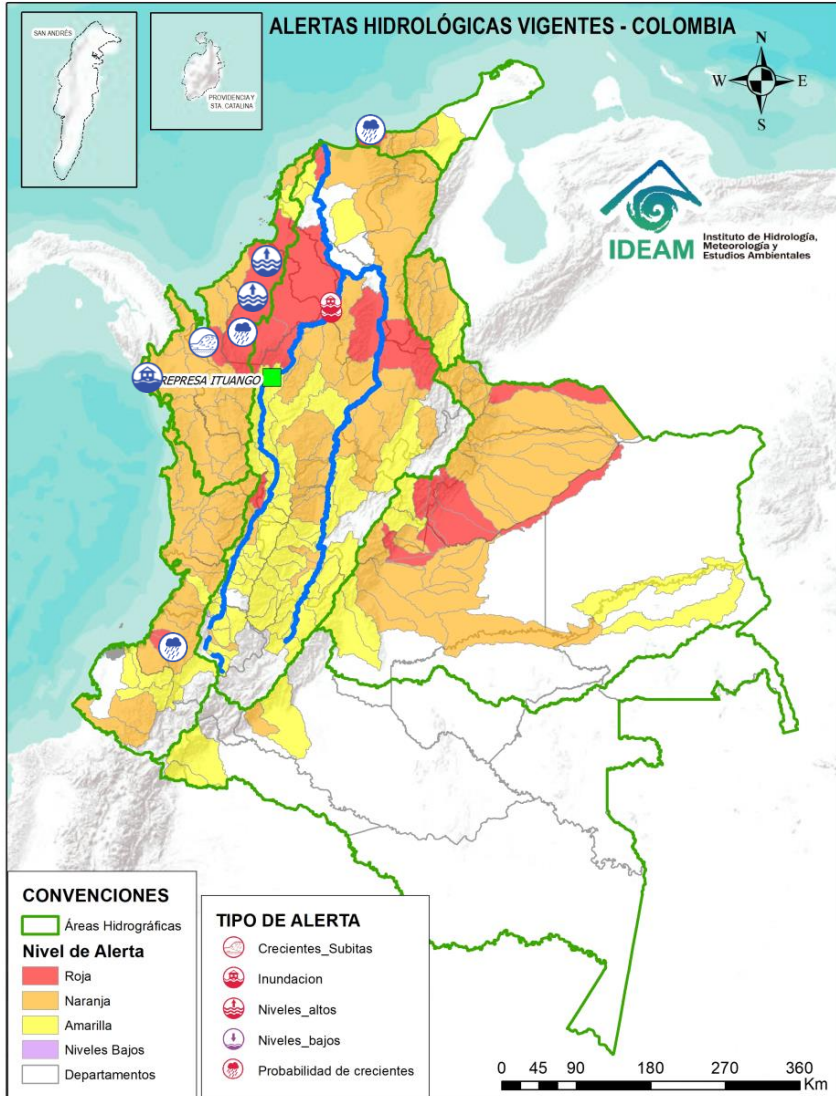 ALERTAS HIDROLÓGICAS VIGENTES - COLOMBIA
SAN ANDRÉS
PROVIDENCIA Y
STA. CATALINA
N
W
E
S
IDEAM
Instituto de Hidrología,
Meteorología y
Estudios Ambientales
REPRESA ITUANGO
CONVENCIONES
Áreas Hidrográficas
Nivel de Alerta
Roja
Naranja
Amarilla
Niveles Bajos
Departamentos
TIPO DE ALERTA
Crecientes_Subitas
Inundacion
Niveles_altos
Niveles_bajos
Probabilidad de crecientes
0 45 90 180 270 360
Km